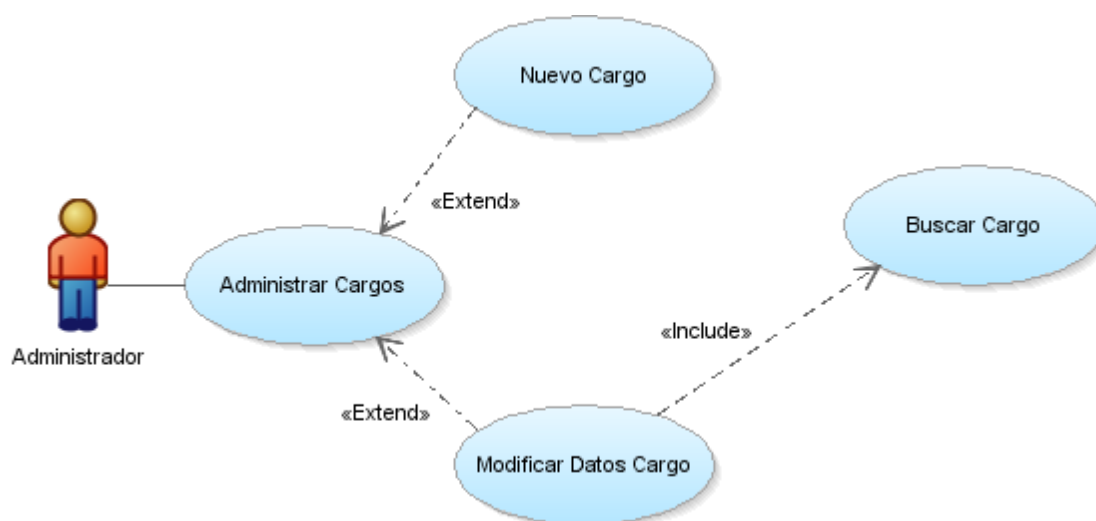 Nuevo Cargo
«Extend»
Buscar Cargo
Administrar Cargos
«Include»
Administrador
«Extend»
Modificar Datos Cargo